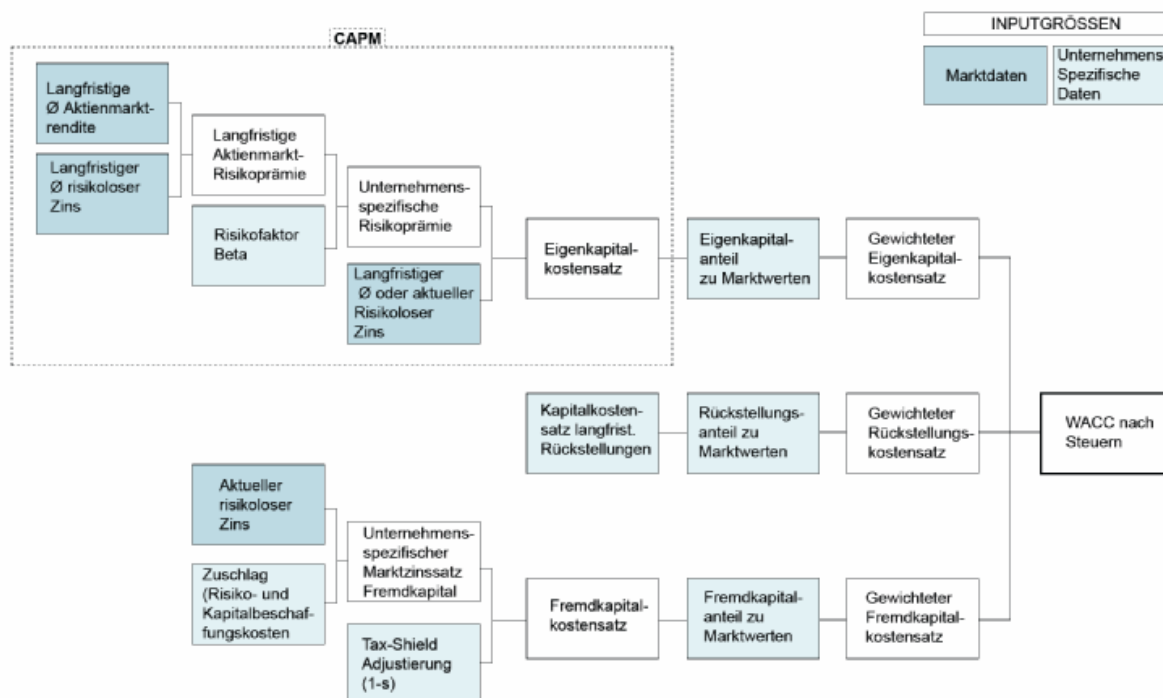 CAPM
INPUTGRÖSSEN
Marktdaten
Unternehmens
Spezifische
Daten
Langfristige
Ø Aktienmarkt-
rendite
Langfristiger
Ø risikoloser
Zins
Langfristige
Aktienmarkt-
Risikoprämie
Risikofaktor
Beta
Unternehmens-
spezifische
Risikoprämie
Langfristiger
Ø oder aktueller
Risikoloser
Zins
Eigenkapital-
kostensatz
Eigenkapital-
anteil
zu Marktwerten
Gewichteter
Eigenkapital-
kostensatz
Kapitalkosten-
satz langfrist.
Rückstellungen
Rückstellungs-
anteil zu
Marktwerten
Gewichteter
Rückstellungs-
kostensatz
WACC nach
Steuern
Aktueller
risikoloser
Zins
Zuschlag
(Risiko- und
Kapitalbeschaf-
fungskosten
Unternehmens-
spezifischer
Marktzinssatz
Fremdkapital
Tax-Shield
Adjustierung
(1-s)
Fremdkapital-
kostensatz
Fremdkapital-
anteil zu
Marktwerten
Gewichteter
Fremdkapital-
kostensatz